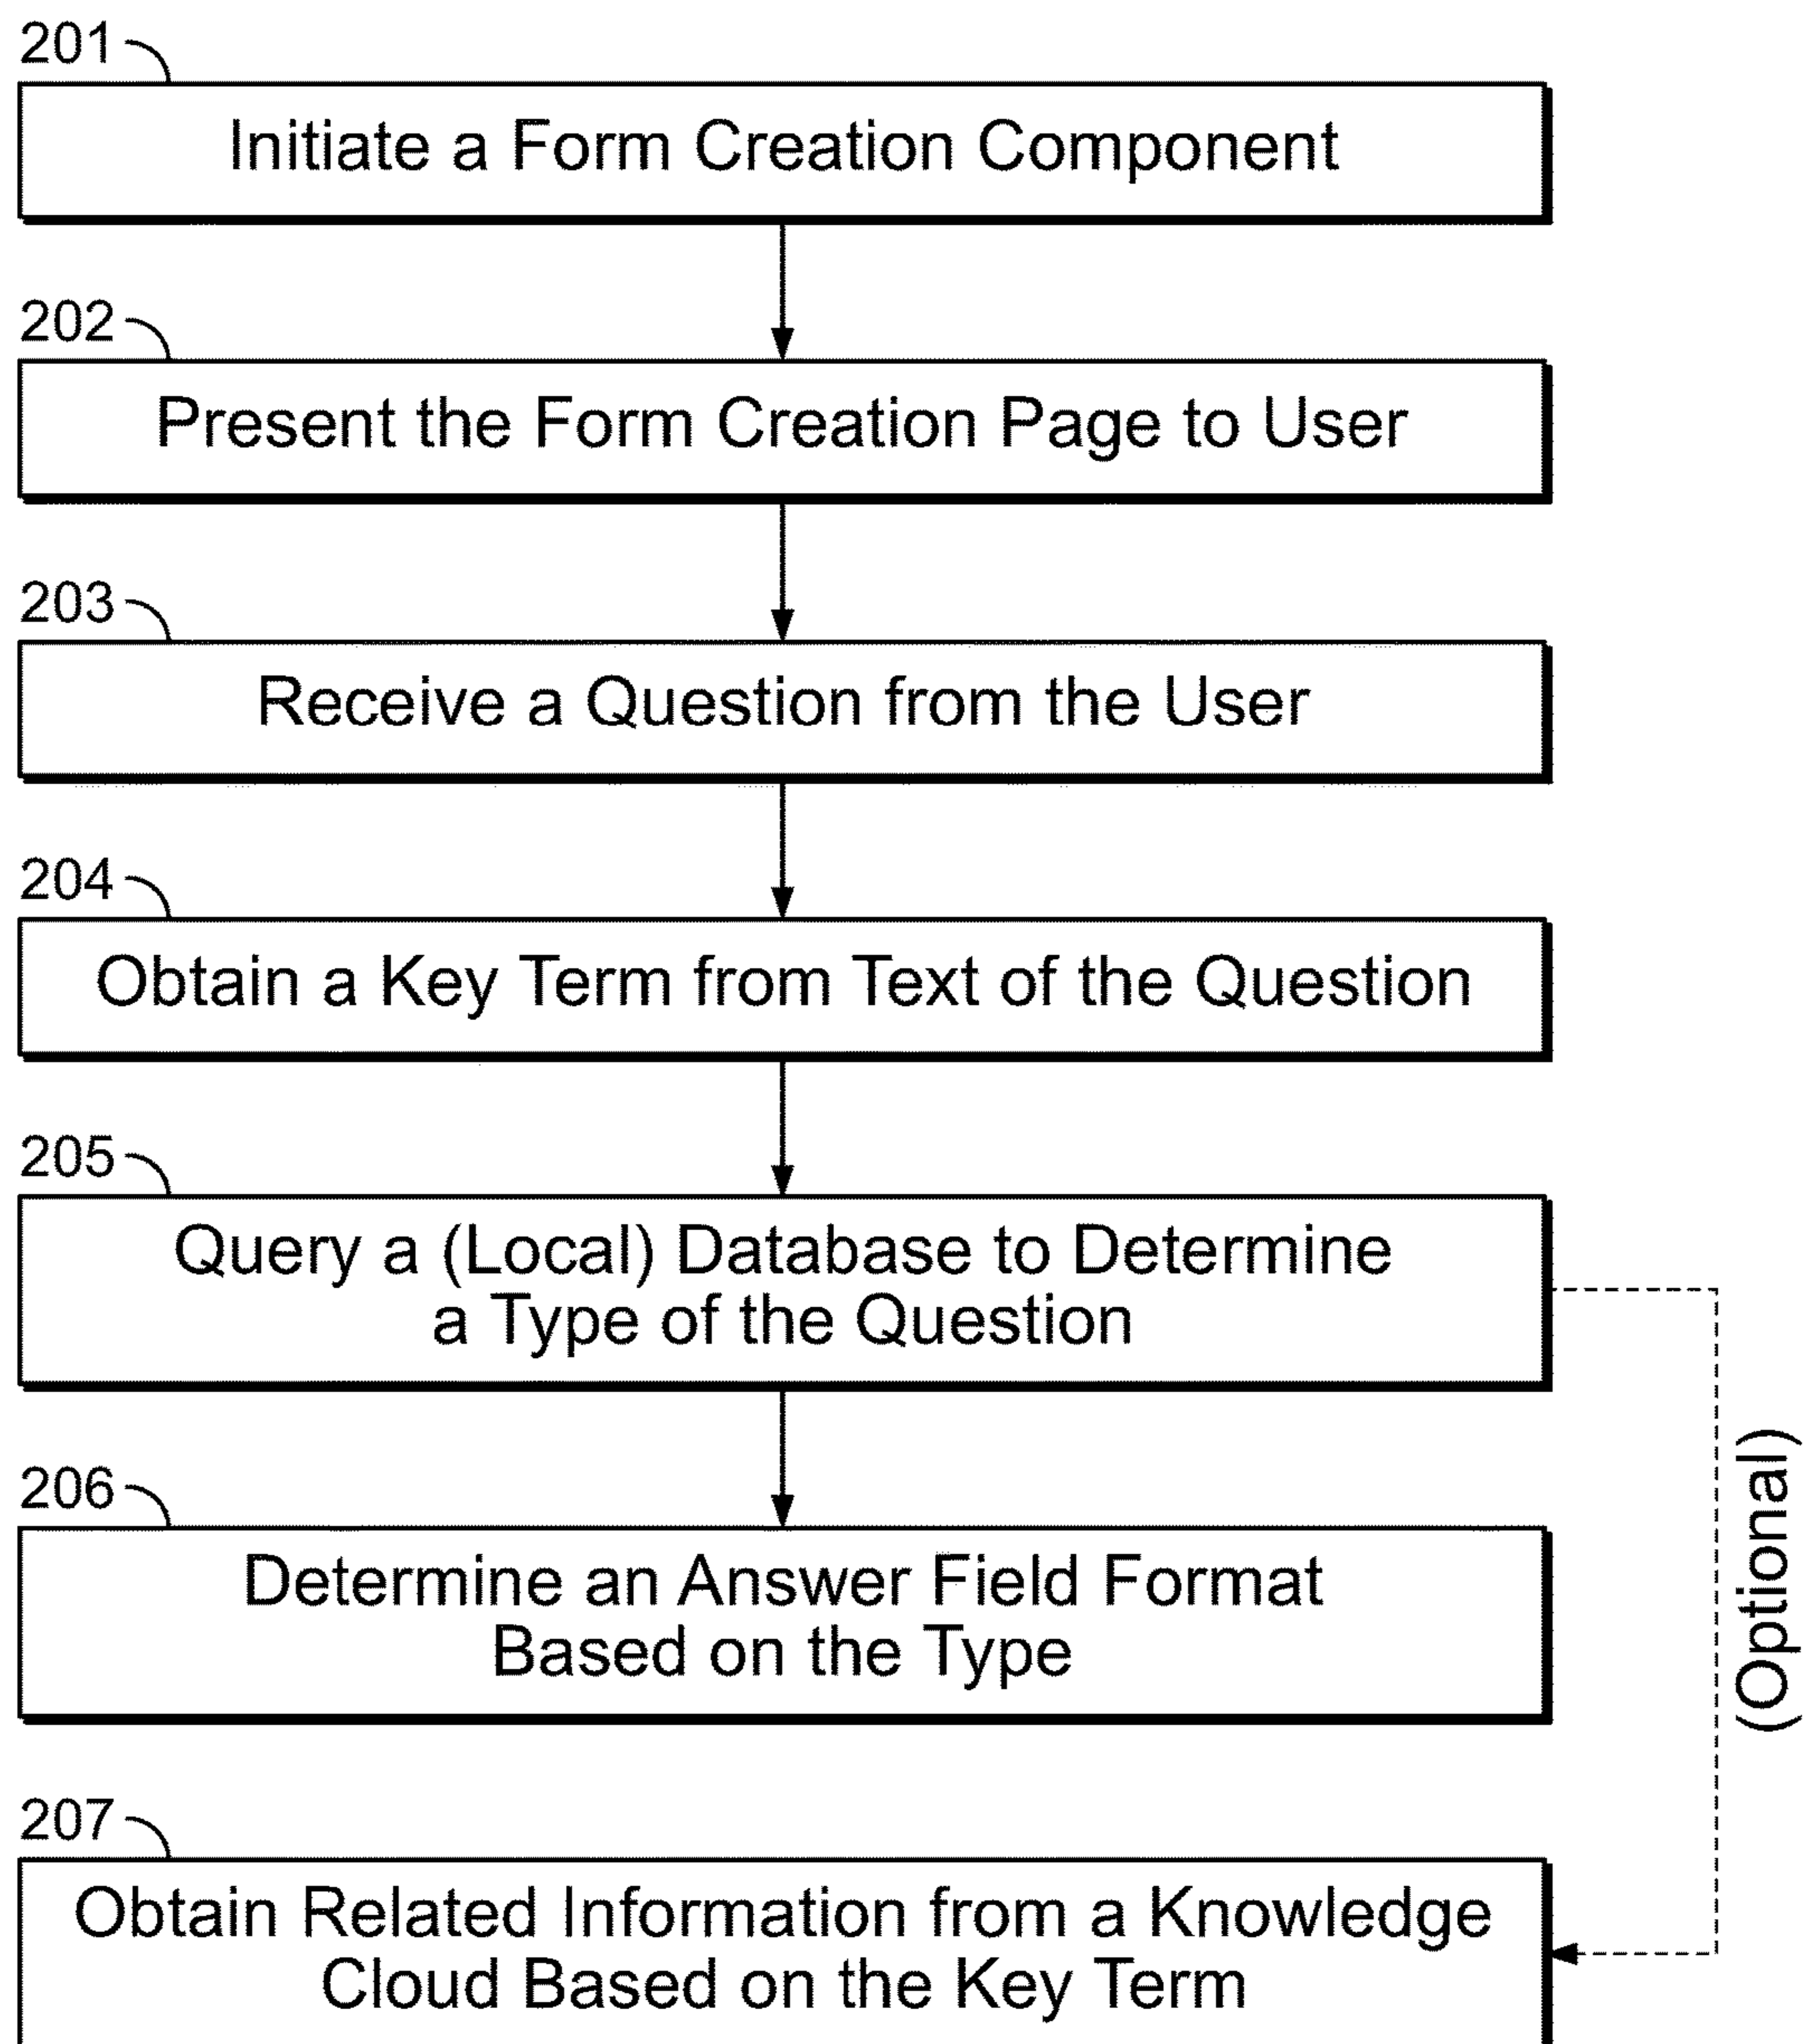 201
Initiate a Form Creation Component
202
Present the Form Creation Page to User
203
Receive a Question from the User
204
Obtain a Key Term from Text of the Question
205
Query a (Local) Database to Determine
a Type of the Question
206
Determine an Answer Field Format
Based on the Type
(Optional)
207
Obtain Related Information from a Knowledge
Cloud Based on the Key Term